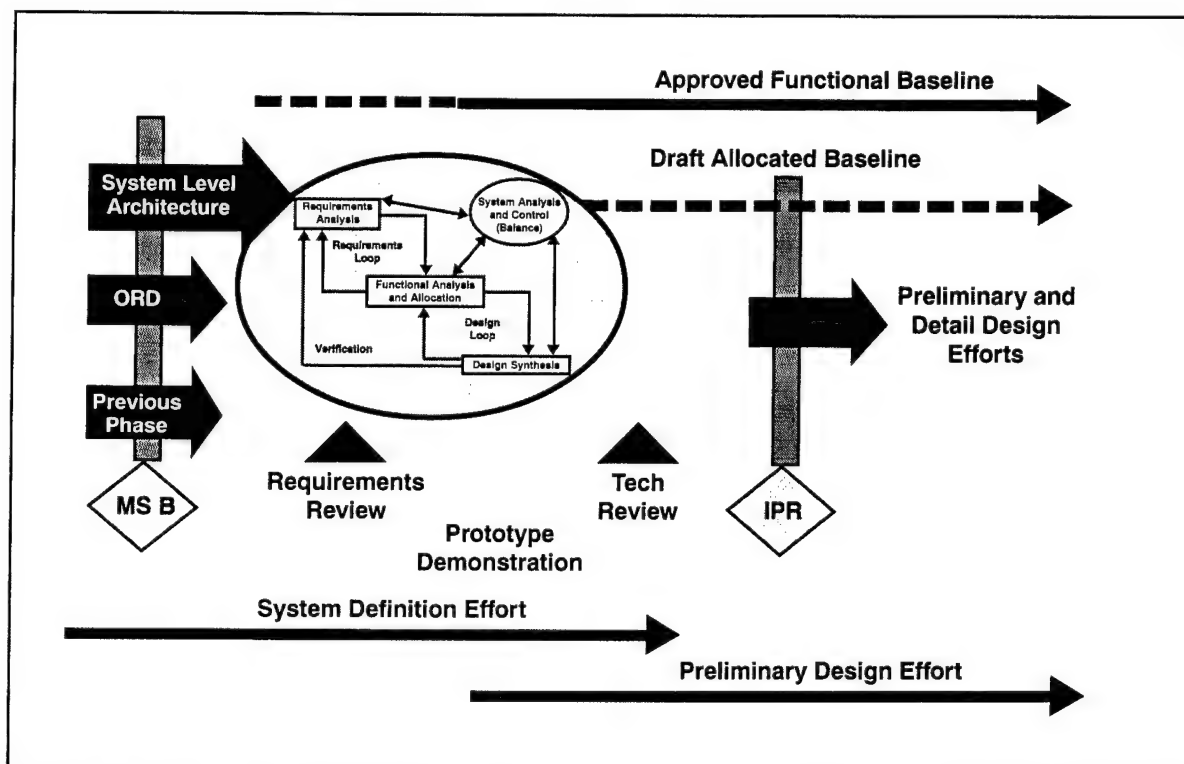 Approved Functional Baseline
Draft Allocated Baseline
System Level
Architecture
Requirements
Analysis
System Analysis
and Control
(Balance)
Requirements
Loop
ORD
Functional Analysis
and Allocation
Preliminary and
Detail Design
Efforts
Design
Loop
Verification
Design Synthesis
Previous
Phase
Requirements
Review
Tech
Review
MS B
IPR
Prototype
Demonstration
System Definition Effort
Preliminary Design Effort